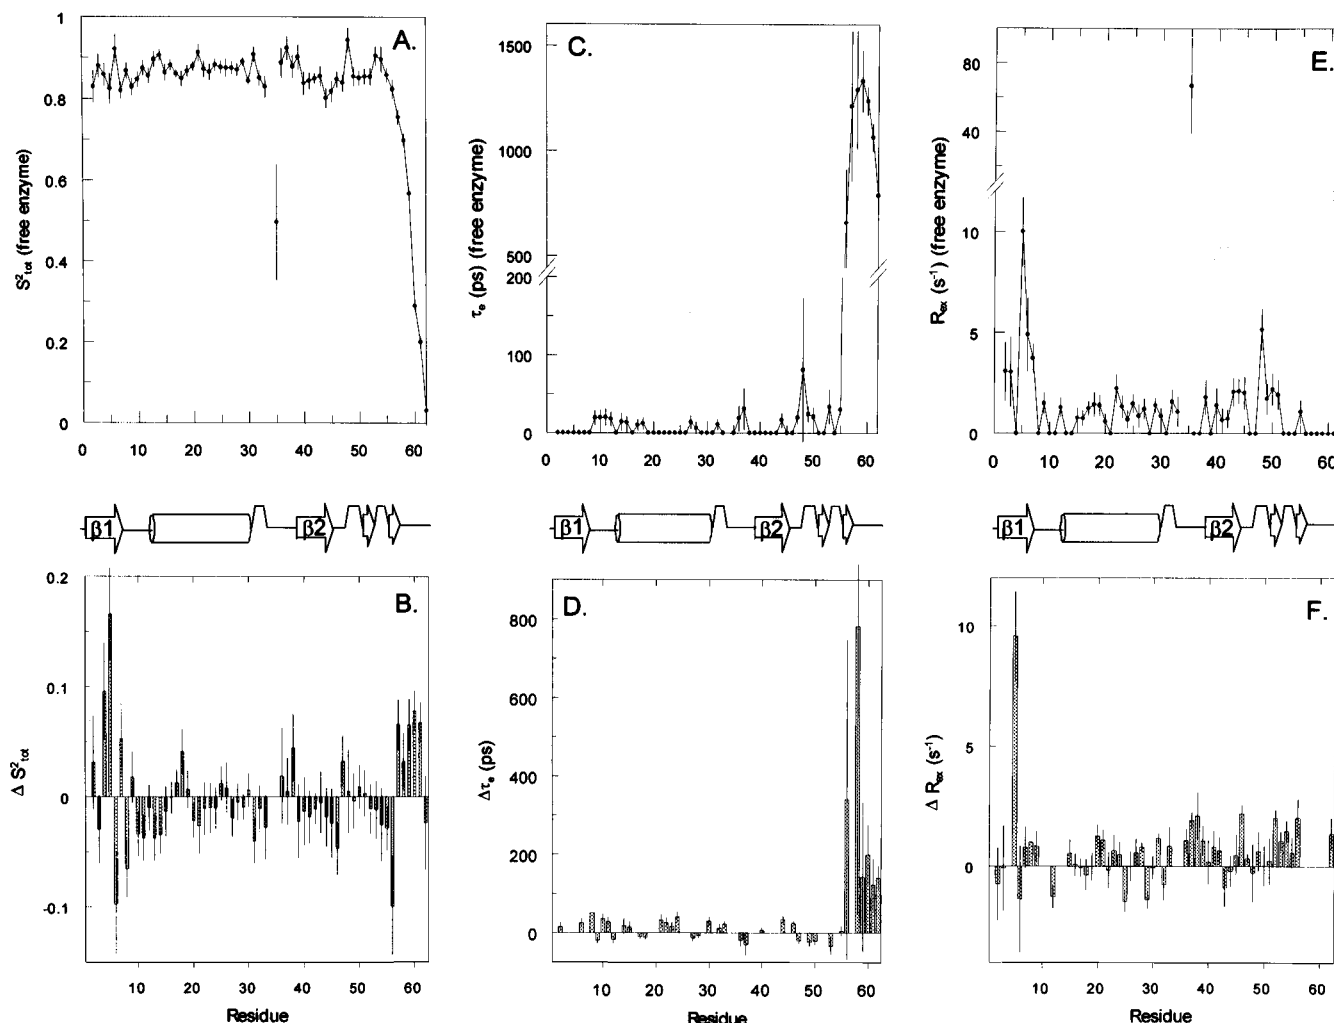 A.
S²tot (free enzyme)
1
0.8
0.6
0.4
0.2
0
0 10 20 30 40 50 60
C.
τe (ps) (free enzyme)
1500
1000
500
200
100
0
0 10 20 30 40 50 60
E.
Rex (s⁻¹) (free enzyme)
80
40
10
5
0
0 10 20 30 40 50 60
β1 β2
β1 β2
β1 β2
B.
Δ S²tot
0.2
0.1
0
-0.1
10 20 30 40 50 60
Residue
D.
Δτe (ps)
800
600
400
200
0
10 20 30 40 50 60
Residue
F.
Δ Rex (s⁻¹)
10
5
0
10 20 30 40 50 60
Residue